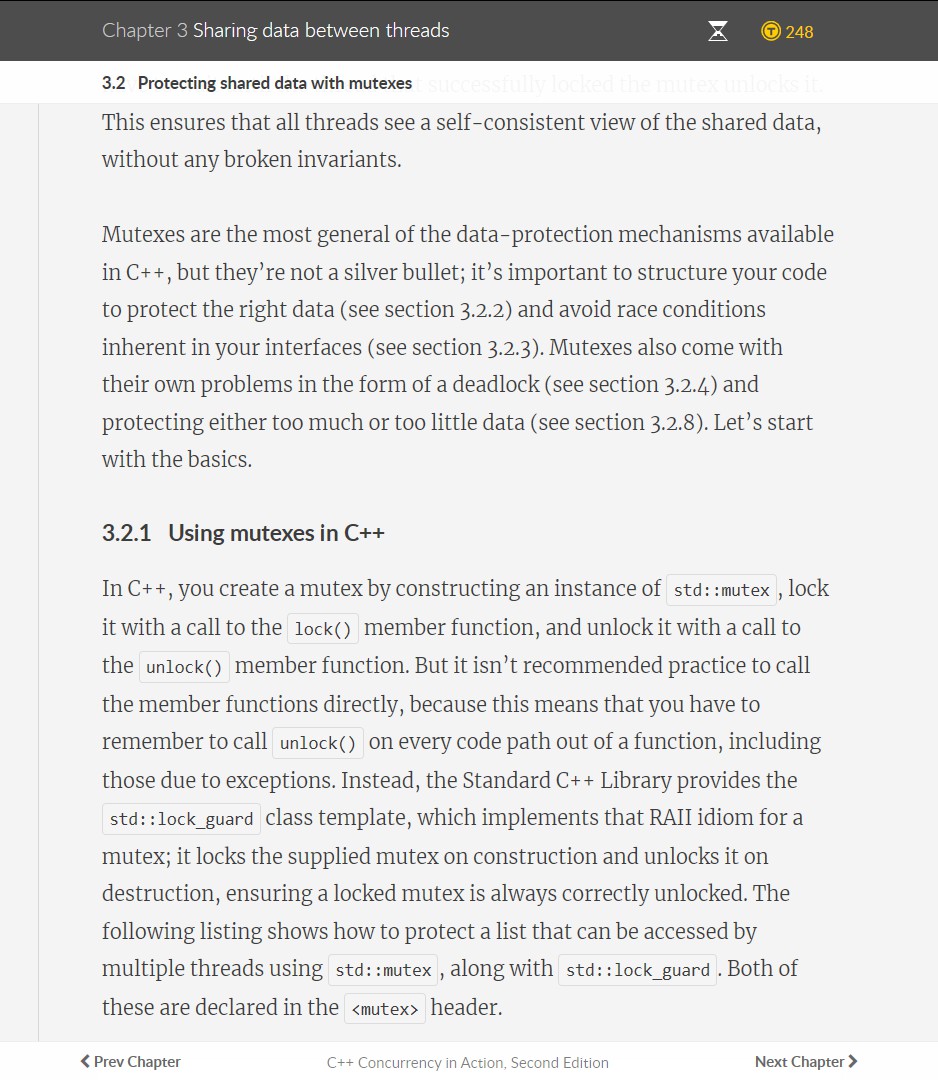 Chapter 3 Sharing data between threads
248
3.2 Protecting shared data with mutexes
successfully locked the mutex unlocks it.
This ensures that all threads see a self-consistent view of the shared data,
without any broken invariants.
Mutexes are the most general of the data-protection mechanisms available
in C++, but they're not a silver bullet; it's important to structure your code
to protect the right data (see section 3.2.2) and avoid race conditions
inherent in your interfaces (see section 3.2.3). Mutexes also come with
their own problems in the form of a deadlock (see section 3.2.4) and
protecting either too much or too little data (see section 3.2.8). Let's start
with the basics.
3.2.1 Using mutexes in C++
In C++, you create a mutex by constructing an instance of std::mutex, lock
it with a call to the lock() member function, and unlock it with a call to
the unlock() member function. But it isn't recommended practice to call
the member functions directly, because this means that you have to
remember to call unlock() on every code path out of a function, including
those due to exceptions. Instead, the Standard C++ Library provides the
std::lock_guard class template, which implements that RAII idiom for a
mutex; it locks the supplied mutex on construction and unlocks it on
destruction, ensuring a locked mutex is always correctly unlocked. The
following listing shows how to protect a list that can be accessed by
multiple threads using std::mutex, along with std::lock_guard. Both of
these are declared in the <mutex> header.
Prev Chapter
C++ Concurrency in Action, Second Edition
Next Chapter